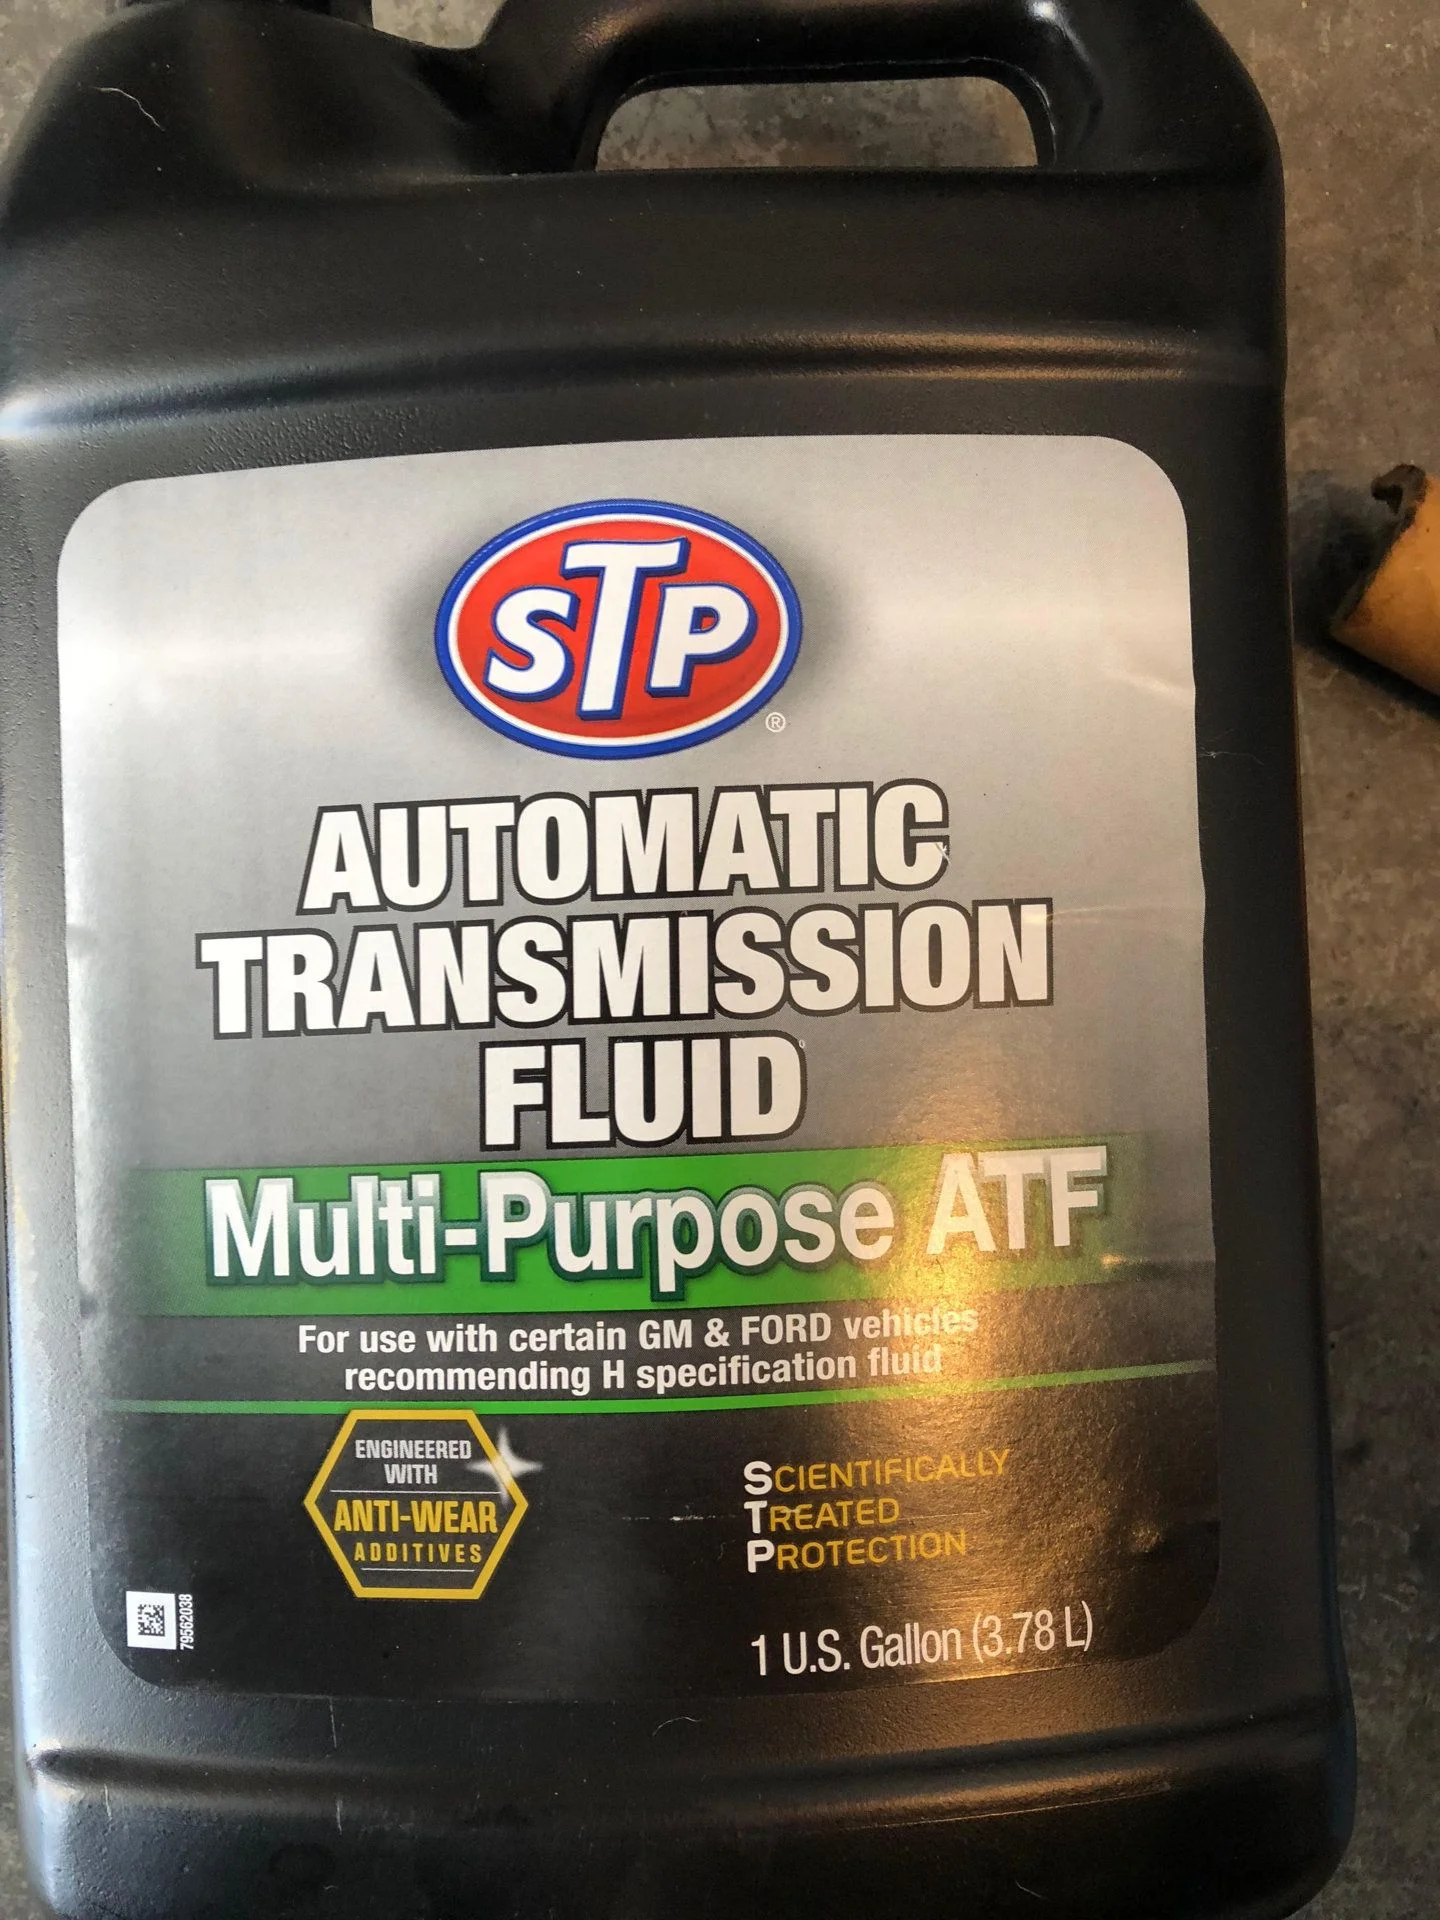 STP
®
AUTOMATIC
TRANSMISSION
FLUID
Multi-Purpose ATF
For use with certain GM & FORD vehicles
recommending H specification fluid
ENGINEERED
WITH
ANTI-WEAR
ADDITIVES
SCIENTIFICALLY
TREATED
PROTECTION
79562038
1 U.S. Gallon (3.78 L)